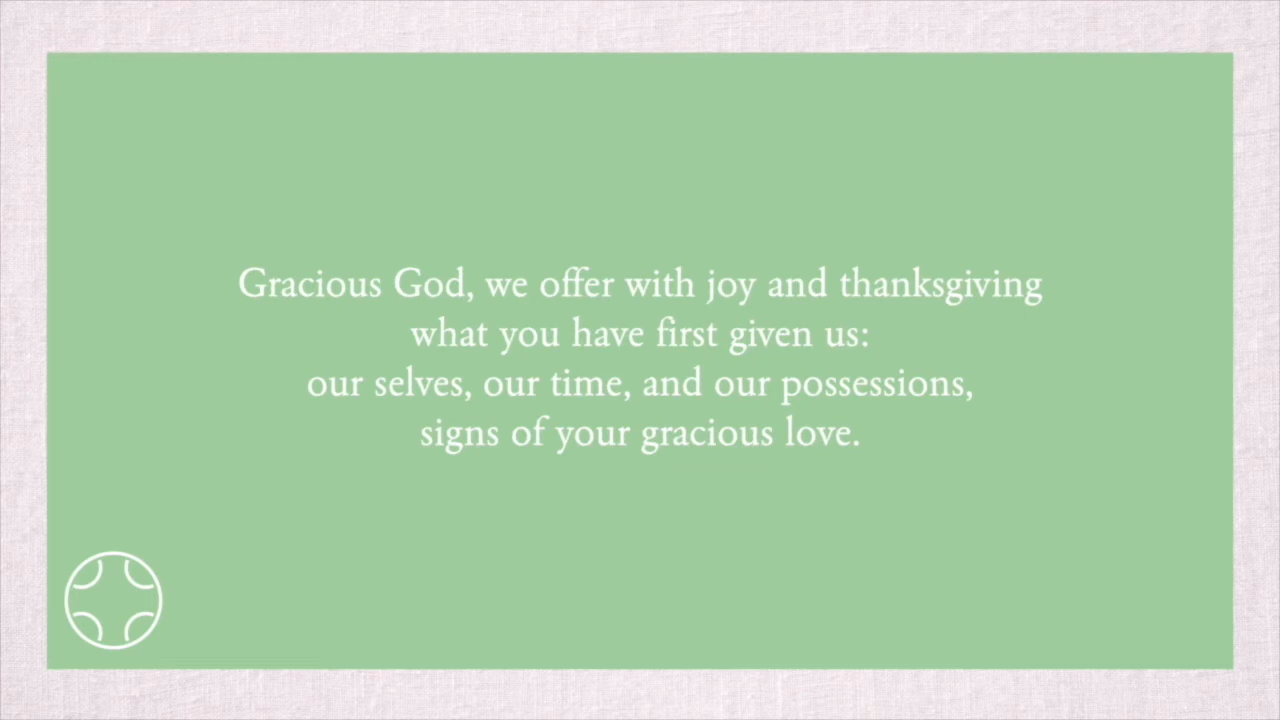 Gracious God, we offer with joy and thanksgiving
what you have first given us:
our selves, our time, and our possessions,
signs of your gracious love.